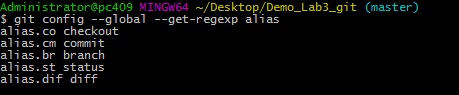 Administrator@pc409 MINGW64 ~/Desktop/Demo_Lab3_git (master)
$ git config --global --get-regexp alias
alias.co checkout
alias.cm commit
alias.br branch
alias.st status
alias.dif diff